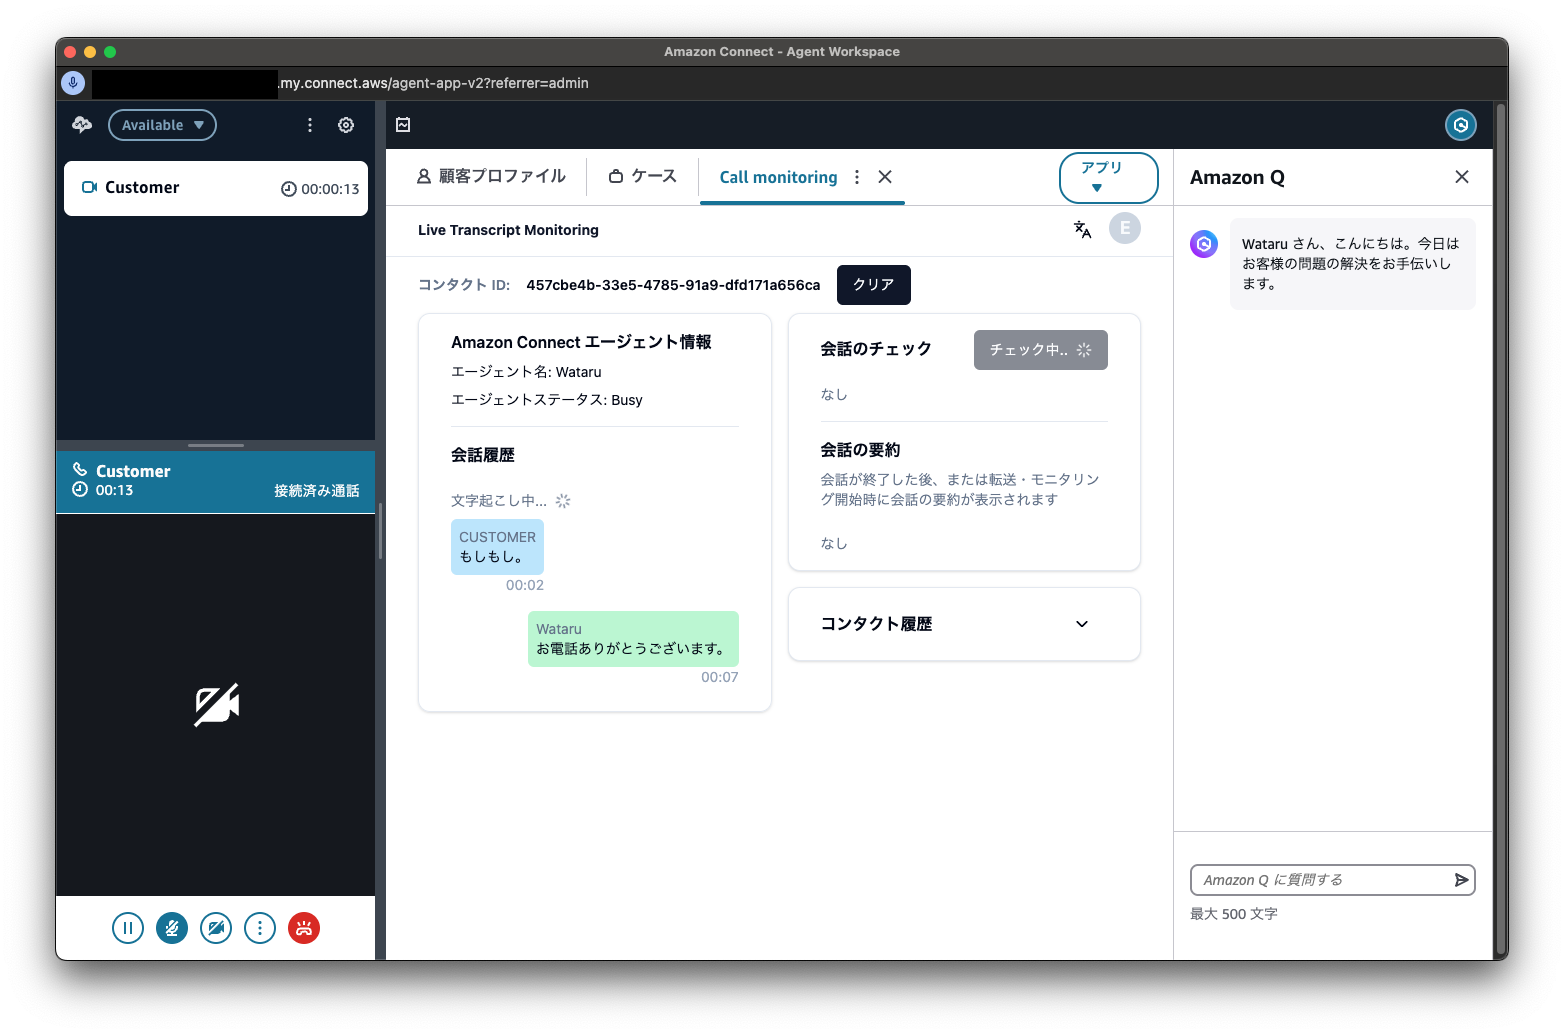 Amazon Connect - Agent Workspace
.my.connect.aws/agent-app-v2?referrer=admin
Available
Customer
00:00:13
Customer
00:13
接続済み通話
顧客プロファイル
ケース
Call monitoring
アプリ
Live Transcript Monitoring
E
コンタクト ID:
457cbe4b-33e5-4785-91a9-dfd171a656ca
クリア
Amazon Connect エージェント情報
エージェント名: Wataru
エージェントステータス: Busy
会話履歴
文字起こし中...
CUSTOMER
もしもし。
00:02
Wataru
お電話ありがとうございます。
00:07
会話のチェック
チェック中..
なし
会話の要約
会話が終了した後、または転送・モニタリン
グ開始時に会話の要約が表示されます
なし
コンタクト履歴
Amazon Q
Wataru さん、こんにちは。今日は
お客様の問題の解決をお手伝いし
ます。
Amazon Q に質問する
最大 500 文字